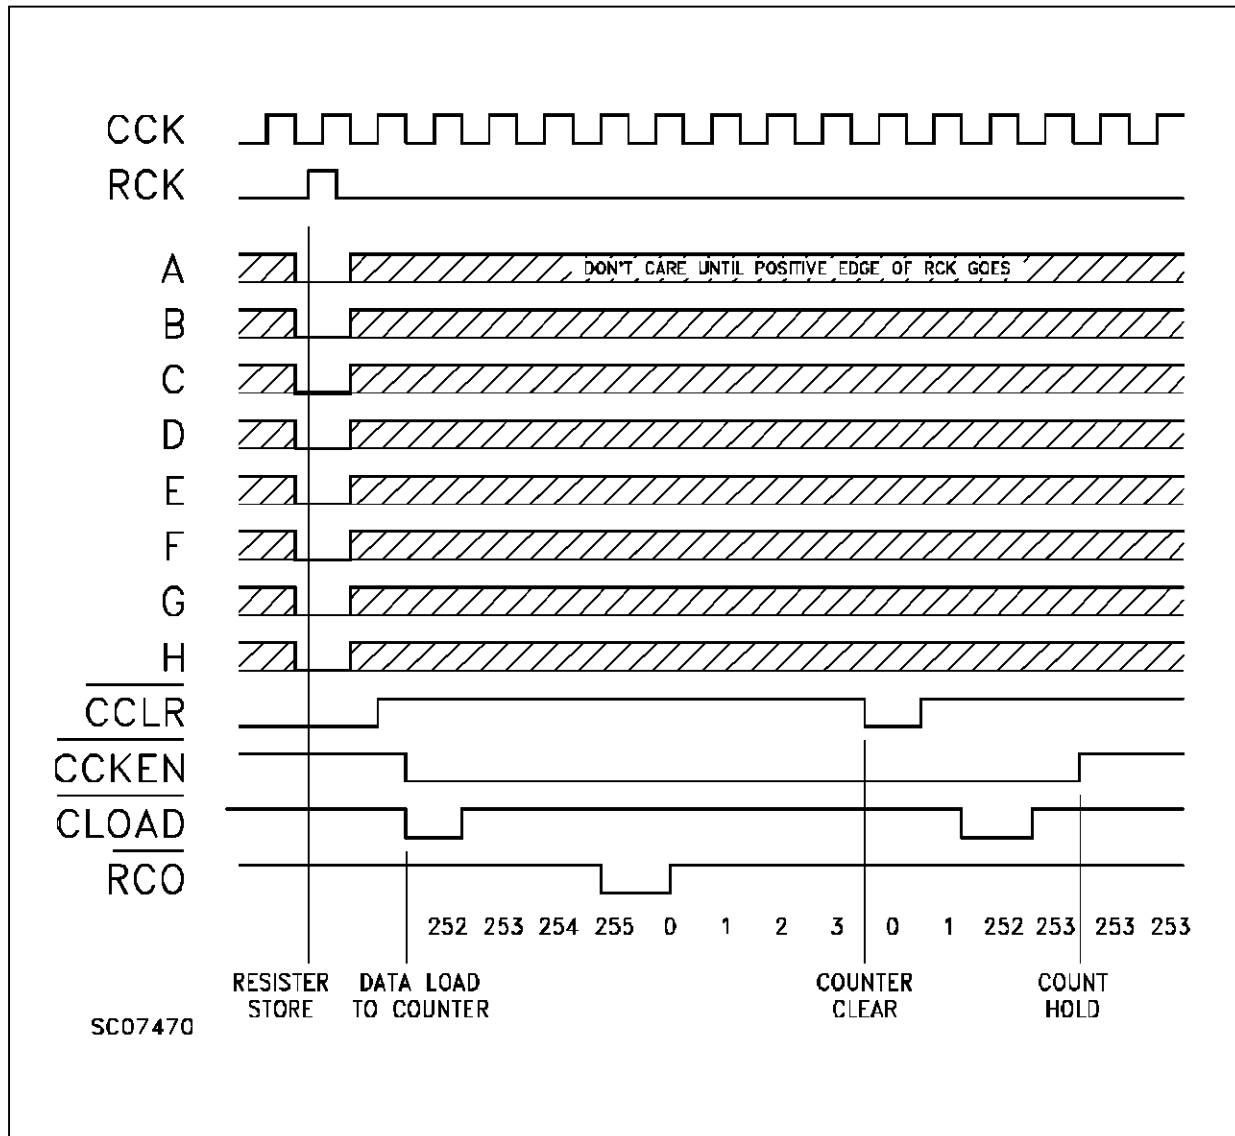 CCK
RCK
A
DON'T CARE UNTIL POSITIVE EDGE OF RCK GOES
B
C
D
E
F
G
H
CCLR
CCKEN
CLOAD
RCO
252 253 254 255 0 1 2 3 0 1 252 253 253 253
RESISTER STORE
DATA LOAD TO COUNTER
COUNTER CLEAR
COUNT HOLD
SC07470